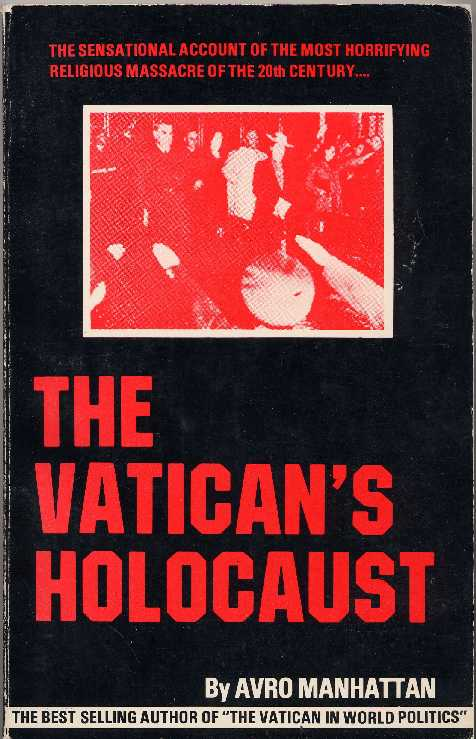 THE SENSATIONAL ACCOUNT OF THE MOST HORRIFYING
RELIGIOUS MASSACRE OF THE 20th CENTURY....
THE
VATICAN'S
HOLOCAUST
By AVRO MANHATTAN
THE BEST SELLING AUTHOR OF "THE VATICAN IN WORLD POLITICS"